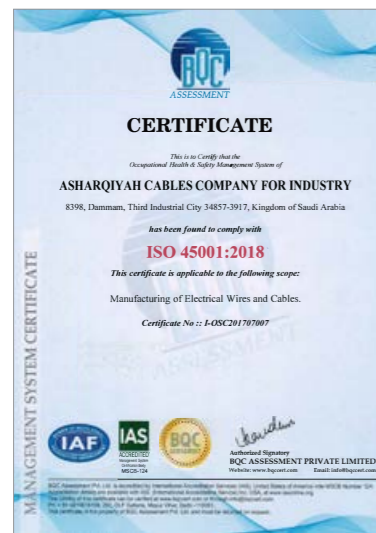 BQC
ASSESSMENT
CERTIFICATE
This is to Certify that the
Occupational Health & Safety Management System of
ASHARQIYAH CABLES COMPANY FOR INDUSTRY
8398, Dammam, Third Industrial City 34857-3917, Kingdom of Saudi Arabia
has been found to comply with
ISO 45001:2018
This certificate is applicable to the following scope:
Manufacturing of Electrical Wires and Cables.
Certificate No :: I-OSC201707007
MANAGEMENT SYSTEM CERTIFICATE
ASSESSMENT
IAF
IAS
ACCREDITED
MSCB-124
BQC
Authorized Signatory
BQC ASSESSMENT PRIVATE LIMITED
Website: www.bqccert.com Email: info@bqccert.com